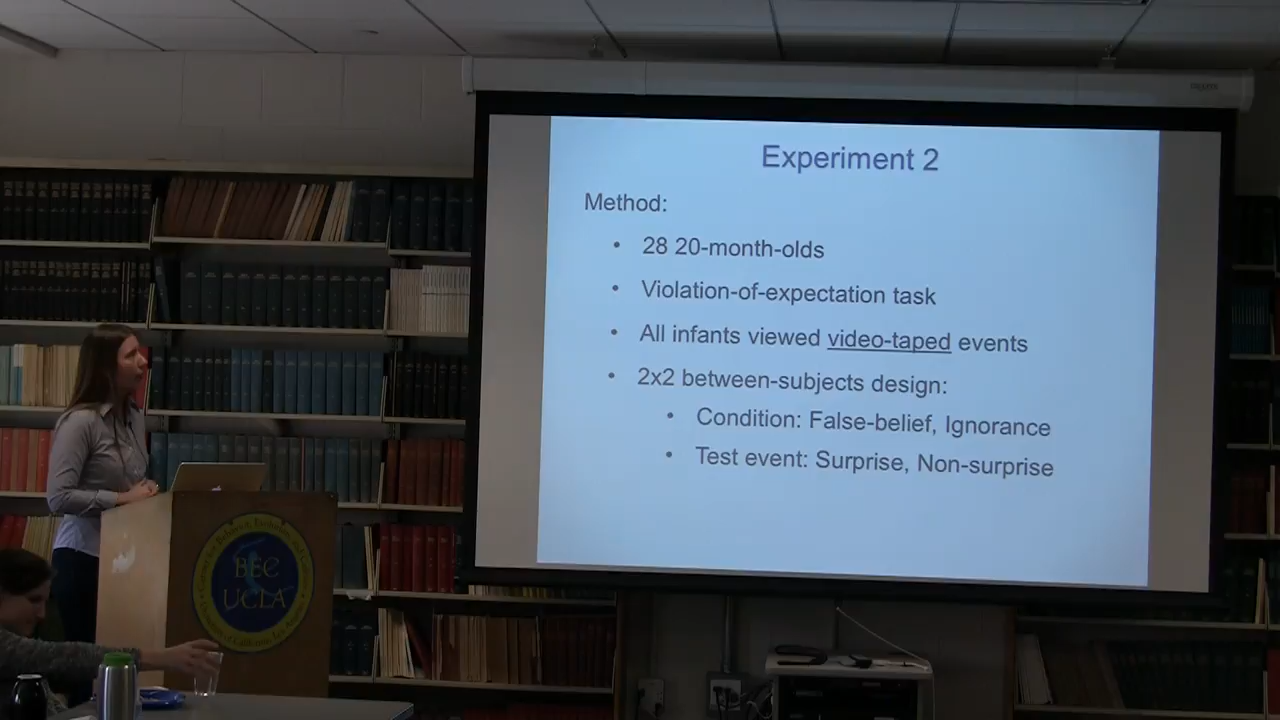 Experiment 2
Method:
• 28 20-month-olds
• Violation-of-expectation task
• All infants viewed video-taped events
• 2x2 between-subjects design:
• Condition: False-belief, Ignorance
• Test event: Surprise, Non-surprise
BEC
UCLA